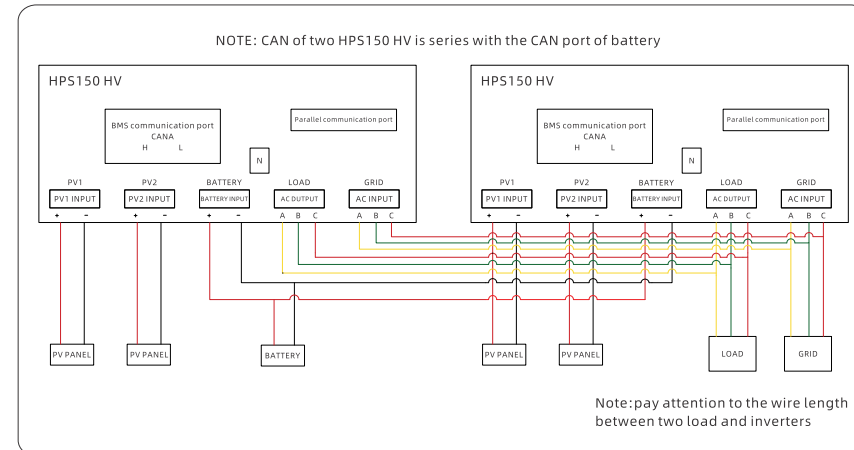 NOTE: CAN of two HPS150 HV is series with the CAN port of battery
HPS150 HV
BMS communication port
CANA
H L
Parallel communication port
N
PV1 PV2 BATTERY LOAD GRID
PV1 INPUT PV2 INPUT BATTERY INPUT AC OUTPUT AC INPUT
+ - + - + - A B C A B C
HPS150 HV
BMS communication port
CANA
H L
Parallel communication port
N
PV1 PV2 BATTERY LOAD GRID
PV1 INPUT PV2 INPUT BATTERY INPUT AC OUTPUT AC INPUT
+ - + - + - A B C A B C
PV PANEL PV PANEL BATTERY PV PANEL PV PANEL LOAD GRID
Note:pay attention to the wire length
between two load and inverters